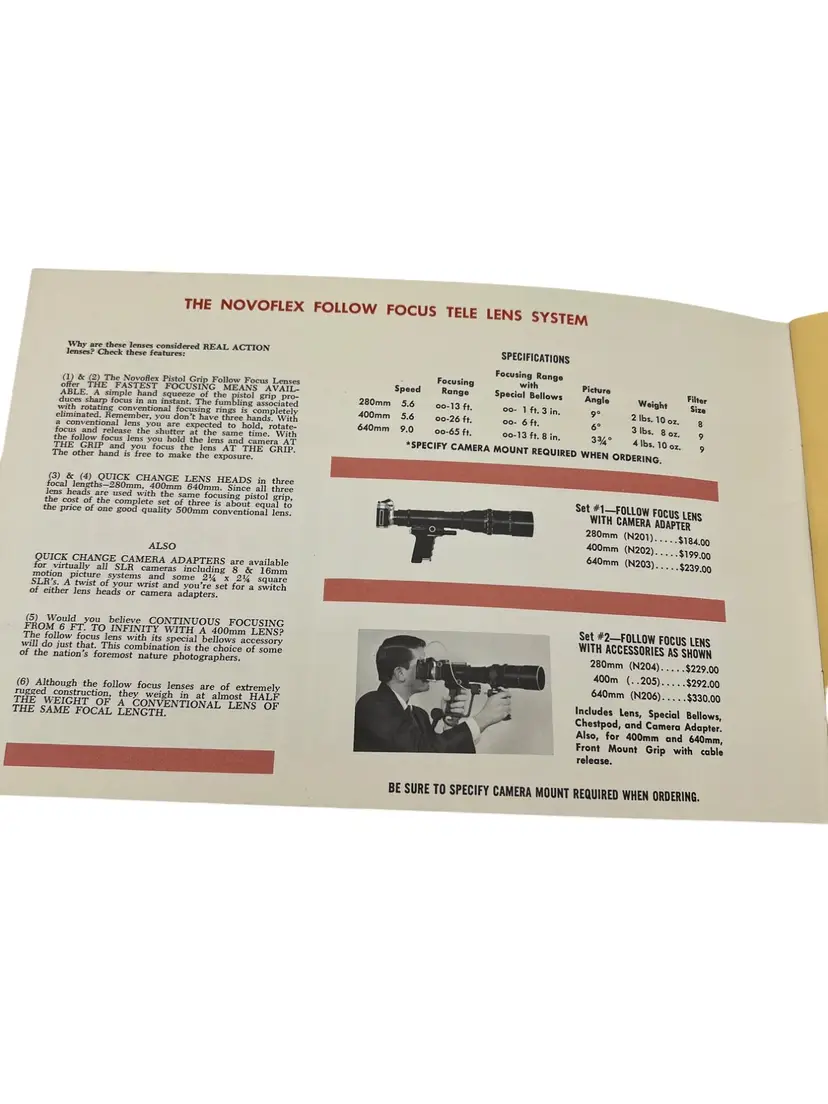 THE NOVOFLEX FOLLOW FOCUS TELE LENS SYSTEM
Why are these lenses considered REAL ACTION
lenses? Check these features:
(1) & (2) The Novoflex Pistol Grip Follow Focus Lenses
offer THE FASTEST FOCUSING MEANS AVAIL-
ABLE. A simple hand squeeze of the pistol grip pro-
duces sharp focus in an instant. The fumbling associated
with rotating conventional focusing rings is completely
eliminated. Remember, you don't have three hands. With
a conventional lens you are expected to hold, rotate-
focus and release the shutter at the same time. With
the follow focus lens you hold the lens and camera AT
THE GRIP and you focus the lens AT THE GRIP.
The other hand is free to make the exposure.
(3) & (4) QUICK CHANGE LENS HEADS in three
focal lengths—280mm, 400mm 640mm. Since all three
lens heads are used with the same focusing pistol grip,
the cost of the complete set of three is about equal to
the price of one good quality 500mm conventional lens.
ALSO
QUICK CHANGE CAMERA ADAPTERS are available
for virtually all SLR cameras including 8 & 16mm
motion picture systems and some 2¼ x 2¼ square
SLR's. A twist of your wrist and you're set for a switch
of either lens heads or camera adapters.
(5) Would you believe CONTINUOUS FOCUSING
FROM 6 FT. TO INFINITY WITH A 400mm LENS?
The follow focus lens with its special bellows accessory
will do just that. This combination is the choice of some
of the nation's foremost nature photographers.
(6) Although the follow focus lenses are of extremely
rugged construction, they weigh in at almost HALF
THE WEIGHT OF A CONVENTIONAL LENS OF
THE SAME FOCAL LENGTH.
SPECIFICATIONS
Speed Focusing Range Focusing Range with Special Bellows Picture Angle Weight Filter Size
280mm 5.6 oo-13 ft. oo- 1 ft. 3 in. 9° 2 lbs. 10 oz. 8
400mm 5.6 oo-26 ft. oo- 6 ft. 6° 3 lbs. 8 oz. 9
640mm 9.0 oo-65 ft. oo-13 ft. 8 in. 3¾° 4 lbs. 10 oz. 9
*SPECIFY CAMERA MOUNT REQUIRED WHEN ORDERING.
Set #1—FOLLOW FOCUS LENS
WITH CAMERA ADAPTER
280mm (N201).....$184.00
400mm (N202).....$199.00
640mm (N203).....$239.00
Set #2—FOLLOW FOCUS LENS
WITH ACCESSORIES AS SHOWN
280mm (N204).....$229.00
400m (..205).....$292.00
640mm (N206).....$330.00
Includes Lens, Special Bellows,
Chestpod, and Camera Adapter.
Also, for 400mm and 640mm,
Front Mount Grip with cable
release.
BE SURE TO SPECIFY CAMERA MOUNT REQUIRED WHEN ORDERING.